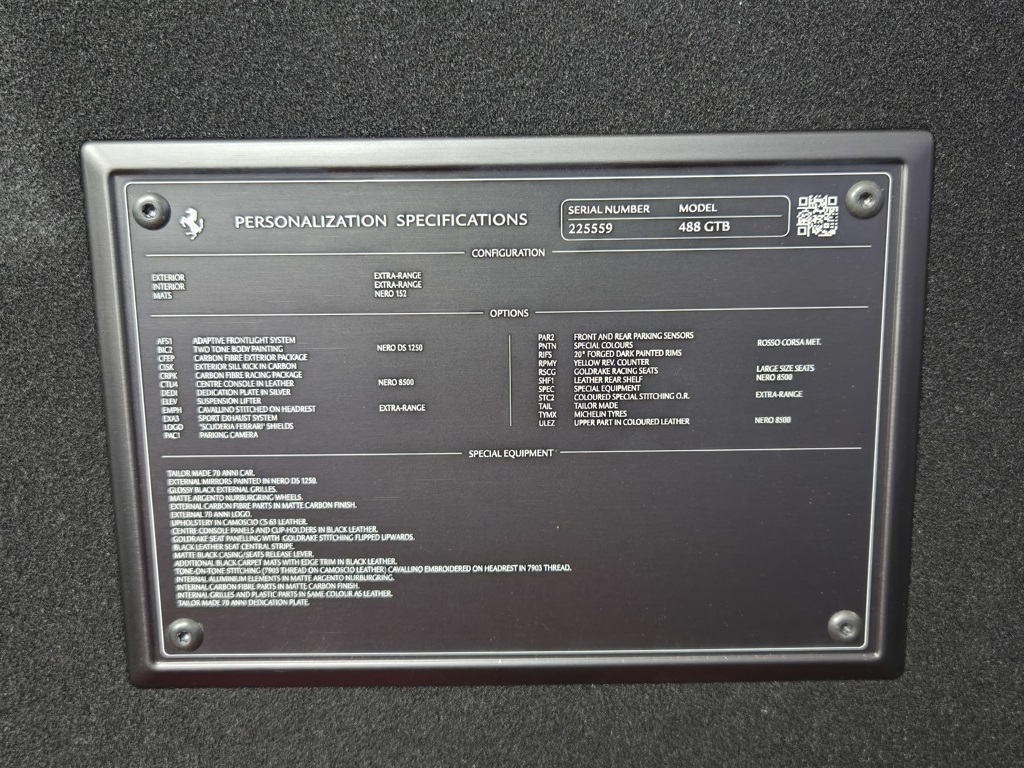 PERSONALIZATION SPECIFICATIONS
SERIAL NUMBER MODEL
225559 488 GTB
CONFIGURATION
EXTERIOR EXTRA-RANGE
INTERIOR EXTRA-RANGE
MATS NERO 152
OPTIONS
AFS1 ADAPTIVE FRONTLIGHT SYSTEM
BIC2 TWO TONE BODY PAINTING NERO DS 1250
CFEP CARBON FIBRE EXTERIOR PACKAGE
CISK EXTERIOR SILL KICK IN CARBON
CRPK CARBON FIBRE RACING PACKAGE
CTU4 CENTRE CONSOLE IN LEATHER NERO 8500
DEDI DEDICATION PLATE IN SILVER
ELEV SUSPENSION LIFTER
EMPH CAVALLINO STITCHED ON HEADREST EXTRA-RANGE
EXA3 SPORT EXHAUST SYSTEM
LOGO "SCUDERIA FERRARI" SHIELDS
PAC1 PARKING CAMERA
PAR2 FRONT AND REAR PARKING SENSORS
PNTN SPECIAL COLOURS ROSSO CORSA MET.
RIFS 20" FORGED DARK PAINTED RIMS
RPMY YELLOW REV. COUNTER
RSCG GOLDRAKE RACING SEATS LARGE SIZE SEATS
SHF1 LEATHER REAR SHELF NERO 8500
SPEC SPECIAL EQUIPMENT
STC2 COLOURED SPECIAL STITCHING O.R. EXTRA-RANGE
TAIL TAILOR MADE
TYMX MICHELIN TYRES
ULEZ UPPER PART IN COLOURED LEATHER NERO 8500
SPECIAL EQUIPMENT
TAILOR MADE 70 ANNI CAR.
EXTERNAL MIRRORS PAINTED IN NERO DS 1250.
GLOSSY BLACK EXTERNAL GRILLES.
MATTE ARGENTO NURBURGRING WHEELS.
EXTERNAL CARBON FIBRE PARTS IN MATTE CARBON FINISH.
EXTERNAL 70 ANNI LOGO.
UPHOLSTERY IN CAMOSCIO CS 63 LEATHER.
CENTRE CONSOLE PANELS AND CUP-HOLDERS IN BLACK LEATHER.
GOLDRAKE SEAT PANELLING WITH GOLDRAKE STITCHING FLIPPED UPWARDS.
BLACK LEATHER SEAT CENTRAL STRIPE.
MATTE BLACK CASING/SEATS RELEASE LEVER.
ADDITIONAL BLACK CARPET MATS WITH EDGE TRIM IN BLACK LEATHER.
TONE-ON-TONE STITCHING (7903 THREAD ON CAMOSCIO LEATHER) CAVALLINO EMBROIDERED ON HEADREST IN 7903 THREAD.
INTERNAL ALUMINIUM ELEMENTS IN MATTE ARGENTO NURBURGRING.
INTERNAL CARBON FIBRE PARTS IN MATTE CARBON FINISH.
INTERNAL GRILLES AND PLASTIC PARTS IN SAME COLOUR AS LEATHER.
TAILOR MADE 70 ANNI DEDICATION PLATE.